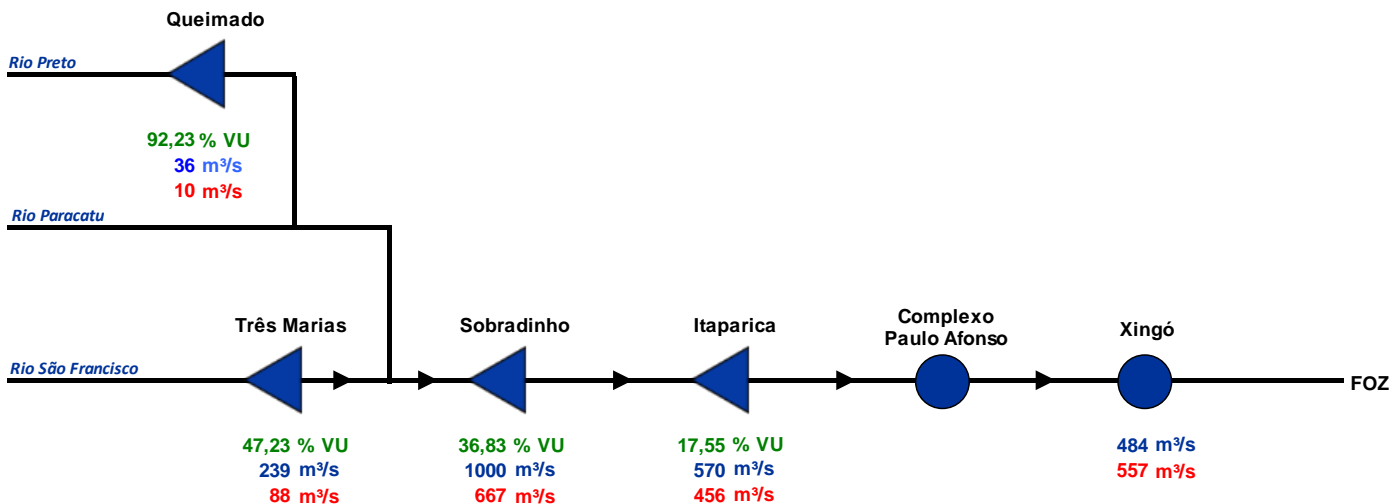 Queimado
Rio Preto
92,23 % VU
36 m³/s
10 m³/s
Rio Paracatu
Três Marias
Sobradinho
Itaparica
Complexo
Paulo Afonso
Xingó
Rio São Francisco
FOZ
47,23 % VU
239 m³/s
88 m³/s
36,83 % VU
1000 m³/s
667 m³/s
17,55 % VU
570 m³/s
456 m³/s
484 m³/s
557 m³/s